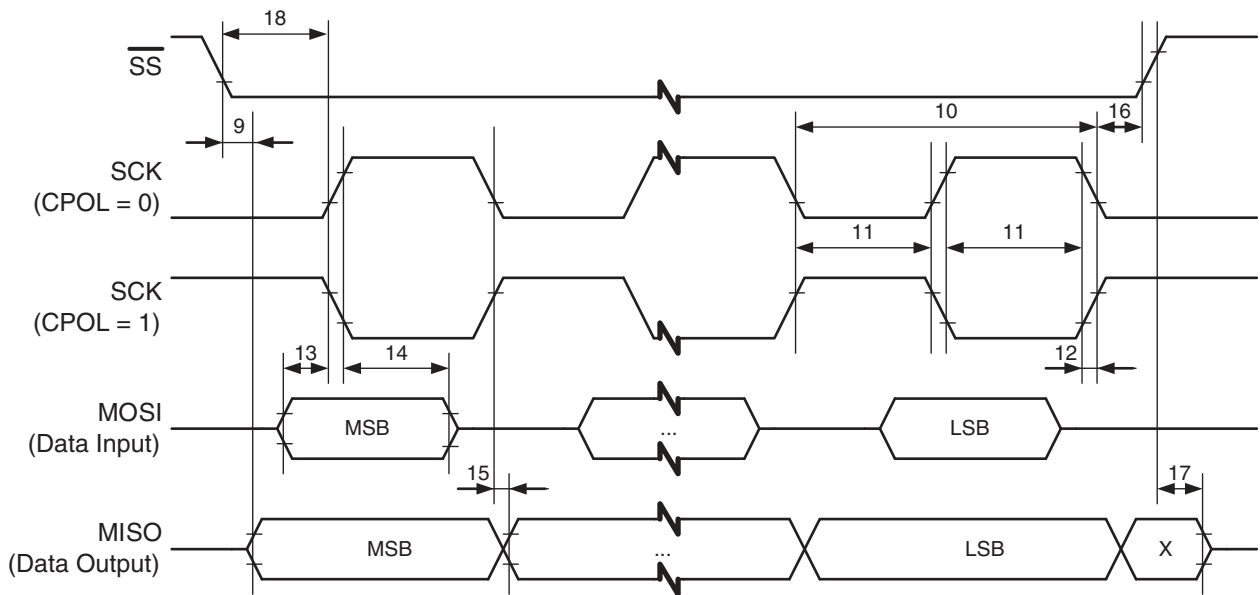 18
SS
9
10
16
SCK
(CPOL = 0)
11
11
SCK
(CPOL = 1)
13
14
12
MOSI
(Data Input)
MSB
...
LSB
15
17
MISO
(Data Output)
MSB
...
LSB
X